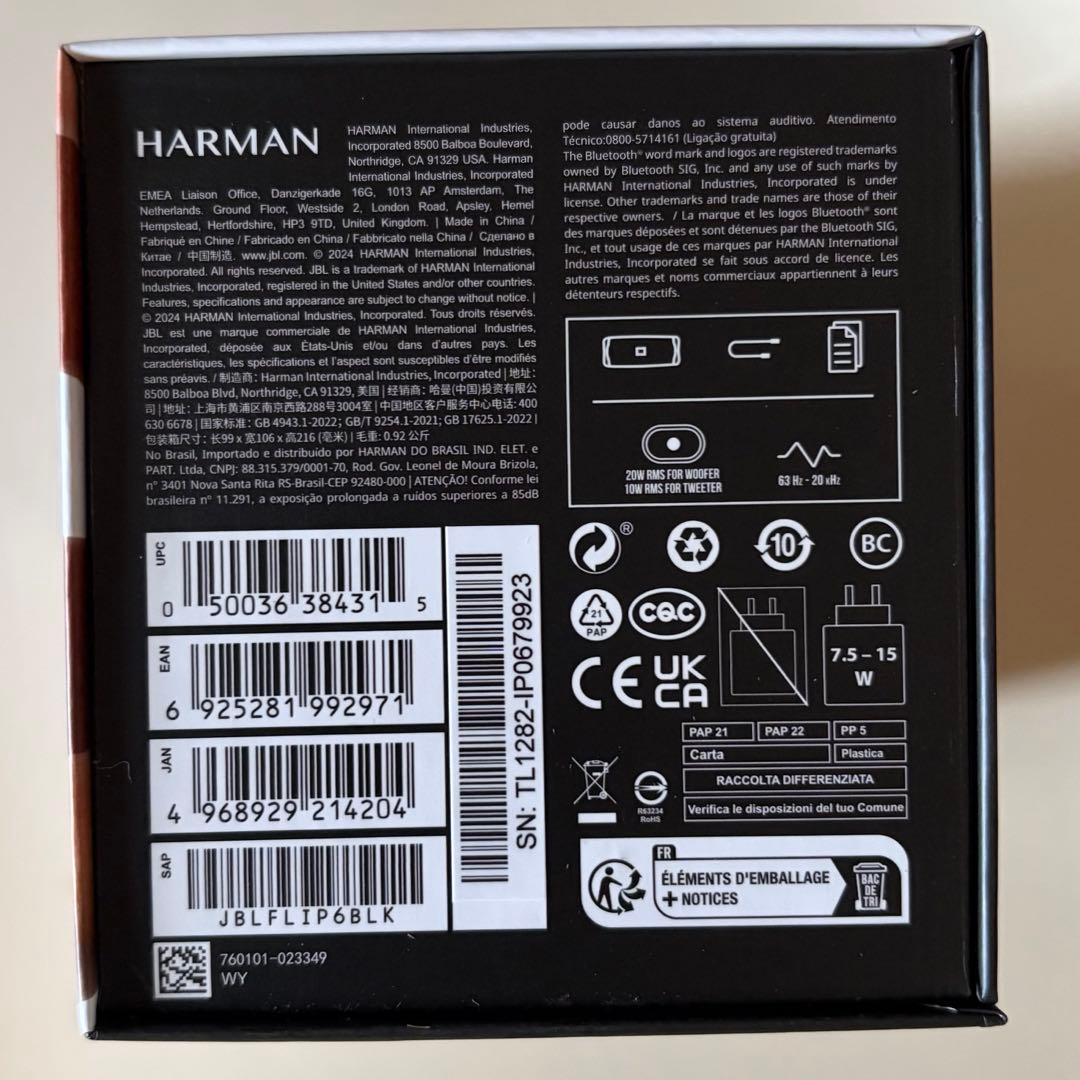 HARMAN
HARMAN International Industries,
Incorporated 8500 Balboa Boulevard,
Northridge, CA 91329 USA. Harman
International Industries, Incorporated
EMEA Liaison Office, Danzigerkade 16G, 1013 AP Amsterdam, The
Netherlands. Ground Floor, Westside 2, London Road, Apsley, Hemel
Hempstead, Hertfordshire, HP3 9TD, United Kingdom. | Made in China /
Fabriqué en Chine / Fabricado en China / Fabbricato nella China / Сделано в
Китае / 中国制造. www.jbl.com. © 2024 HARMAN International Industries,
Incorporated. All rights reserved. JBL is a trademark of HARMAN International
Industries, Incorporated, registered in the United States and/or other countries.
Features, specifications and appearance are subject to change without notice. |
© 2024 HARMAN International Industries, Incorporated. Tous droits réservés.
JBL est une marque commerciale de HARMAN International Industries,
Incorporated, déposée aux États-Unis et/ou dans d'autres pays. Les
caractéristiques, les spécifications et l'aspect sont susceptibles d'être modifiés
sans préavis. / 制造商: Harman International Industries, Incorporated | 地址:
8500 Balboa Blvd, Northridge, CA 91329, 美国 | 经销商: 哈曼(中国)投资有限公
司 | 地址: 上海市黄浦区南京西路288号3004室 | 中国地区客户服务中心电话: 400
630 6678 | 国家标准: GB 4943.1-2022; GB/T 9254.1-2021; GB 17625.1-2022 |
包装箱尺寸: 长99 x 宽106 x 高216 (毫米) | 毛重: 0.92 公斤
No Brasil, Importado e distribuído por HARMAN DO BRASIL IND. ELET. e
PART. Ltda, CNPJ: 88.315.379/0001-70, Rod. Gov. Leonel de Moura Brizola,
n° 3401 Nova Santa Rita RS-Brasil-CEP 92480-000 | ATENÇÃO! Conforme lei
brasileira n° 11.291, a exposição prolongada a ruídos superiores a 85dB
pode causar danos ao sistema auditivo. Atendimento
Técnico:0800-5714161 (Ligação gratuita)
The Bluetooth® word mark and logos are registered trademarks
owned by Bluetooth SIG, Inc. and any use of such marks by
HARMAN International Industries, Incorporated is under
license. Other trademarks and trade names are those of their
respective owners. / La marque et les logos Bluetooth® sont
des marques déposées et sont détenues par the Bluetooth SIG,
Inc., et tout usage de ces marques par HARMAN International
Industries, Incorporated se fait sous accord de licence. Les
autres marques et noms commerciaux appartiennent à leurs
détenteurs respectifs.
20W RMS FOR WOOFER
10W RMS FOR TWEETER
63 Hz - 20 kHz
®
10
BC
21
PAP
CQC
7.5 – 15
W
CE
UK
CA
PAP 21
PAP 22
PP 5
Carta
Plastica
RACCOLTA DIFFERENZIATA
Verifica le disposizioni del tuo Comune
R63234
RoHS
FR
ÉLÉMENTS D'EMBALLAGE
+ NOTICES
BAC
DE
TRI
UPC
0 50036 38431 5
EAN
6 925281 992971
JAN
4 968929 214204
SAP
JBLFLIP6BLK
SN: TL1282-IP0679923
760101-023349
WY